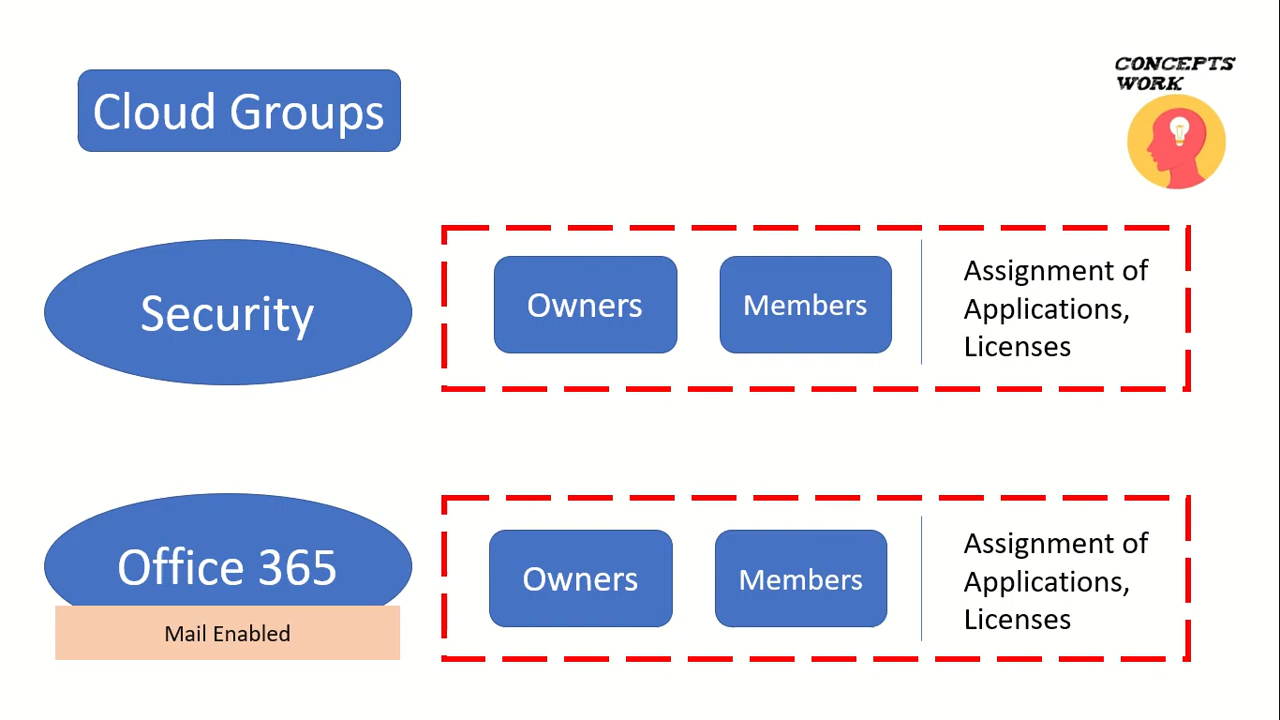 CONCEPTS
WORK
Cloud Groups
Security
Owners
Members
Assignment of
Applications,
Licenses
Office 365
Mail Enabled
Owners
Members
Assignment of
Applications,
Licenses